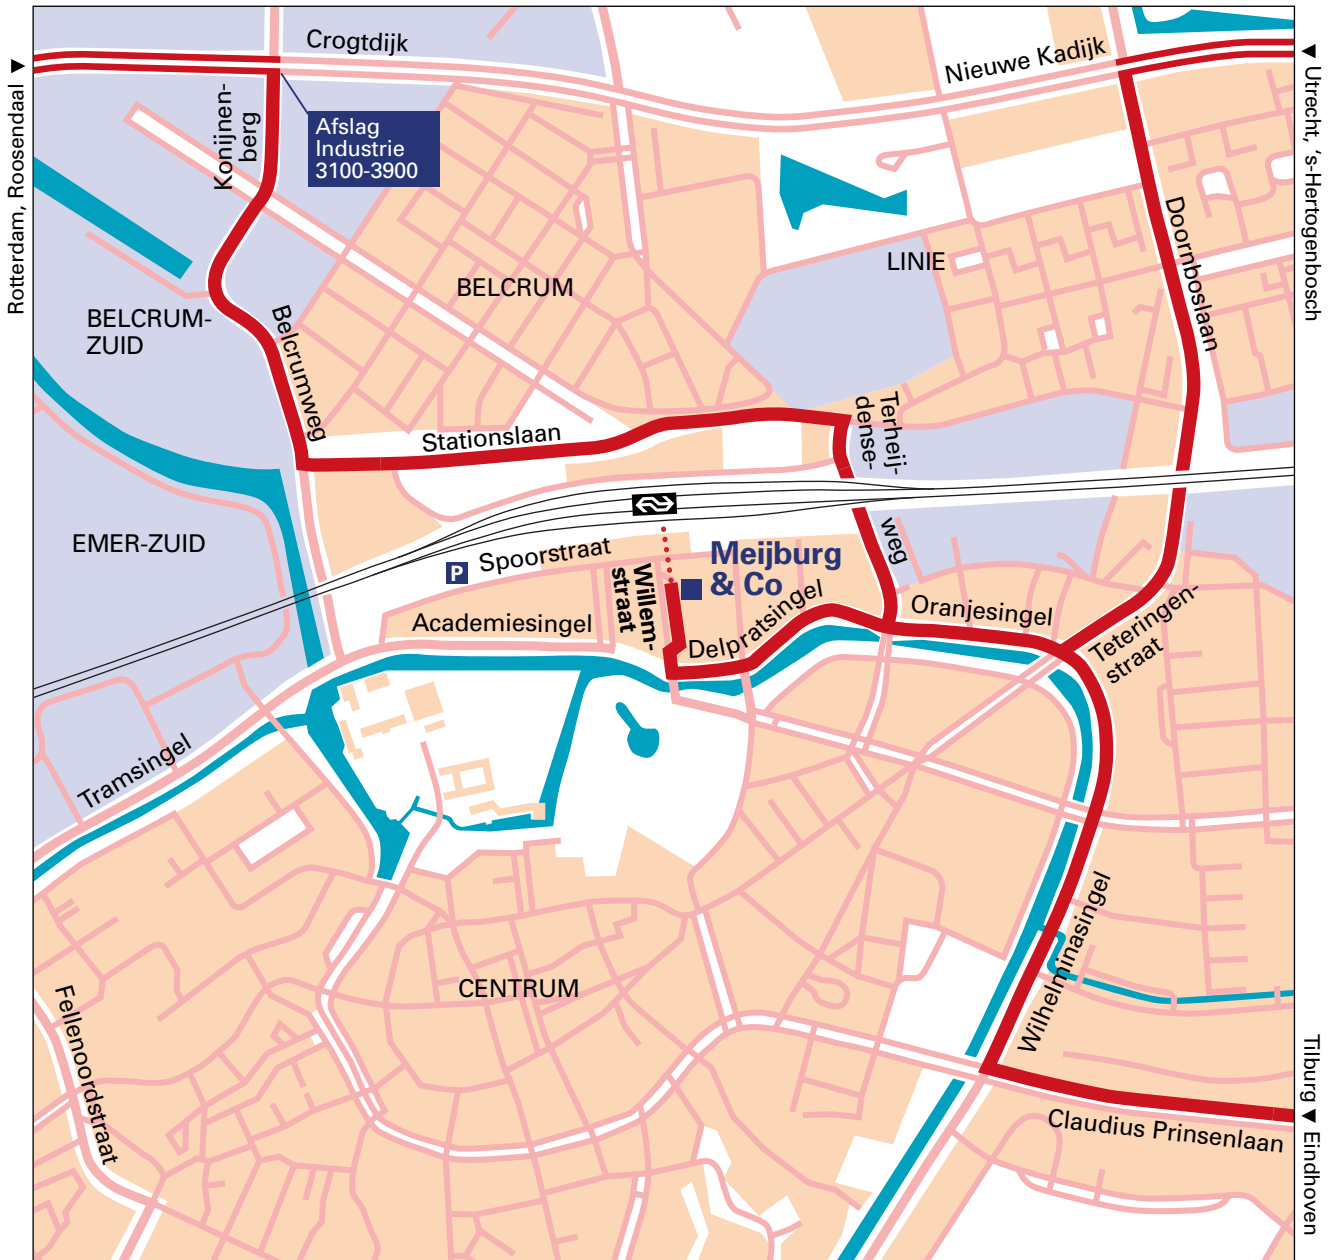 Crogtdijk
Nieuwe Kadijk
Rotterdam, Roosendaal ▼
▼ Utrecht, 's-Hertogenbosch
Konijnen-
berg
Afslag
Industrie
3100-3900
Doornboslaan
LINIE
BELCRUM
BELCRUM-
ZUID
Belcrumweg
Stationslaan
Terheij-
dense-
weg
EMER-ZUID
P
Spoorstraat
Willem-
straat
Meijburg
& Co
Academiesingel
Delpratsingel
Oranjesingel
Teteringen-
straat
Tramsingel
Wilhelminasingel
CENTRUM
Fellenoordstraat
Claudius Prinsenlaan
Tilburg ▼ Eindhoven